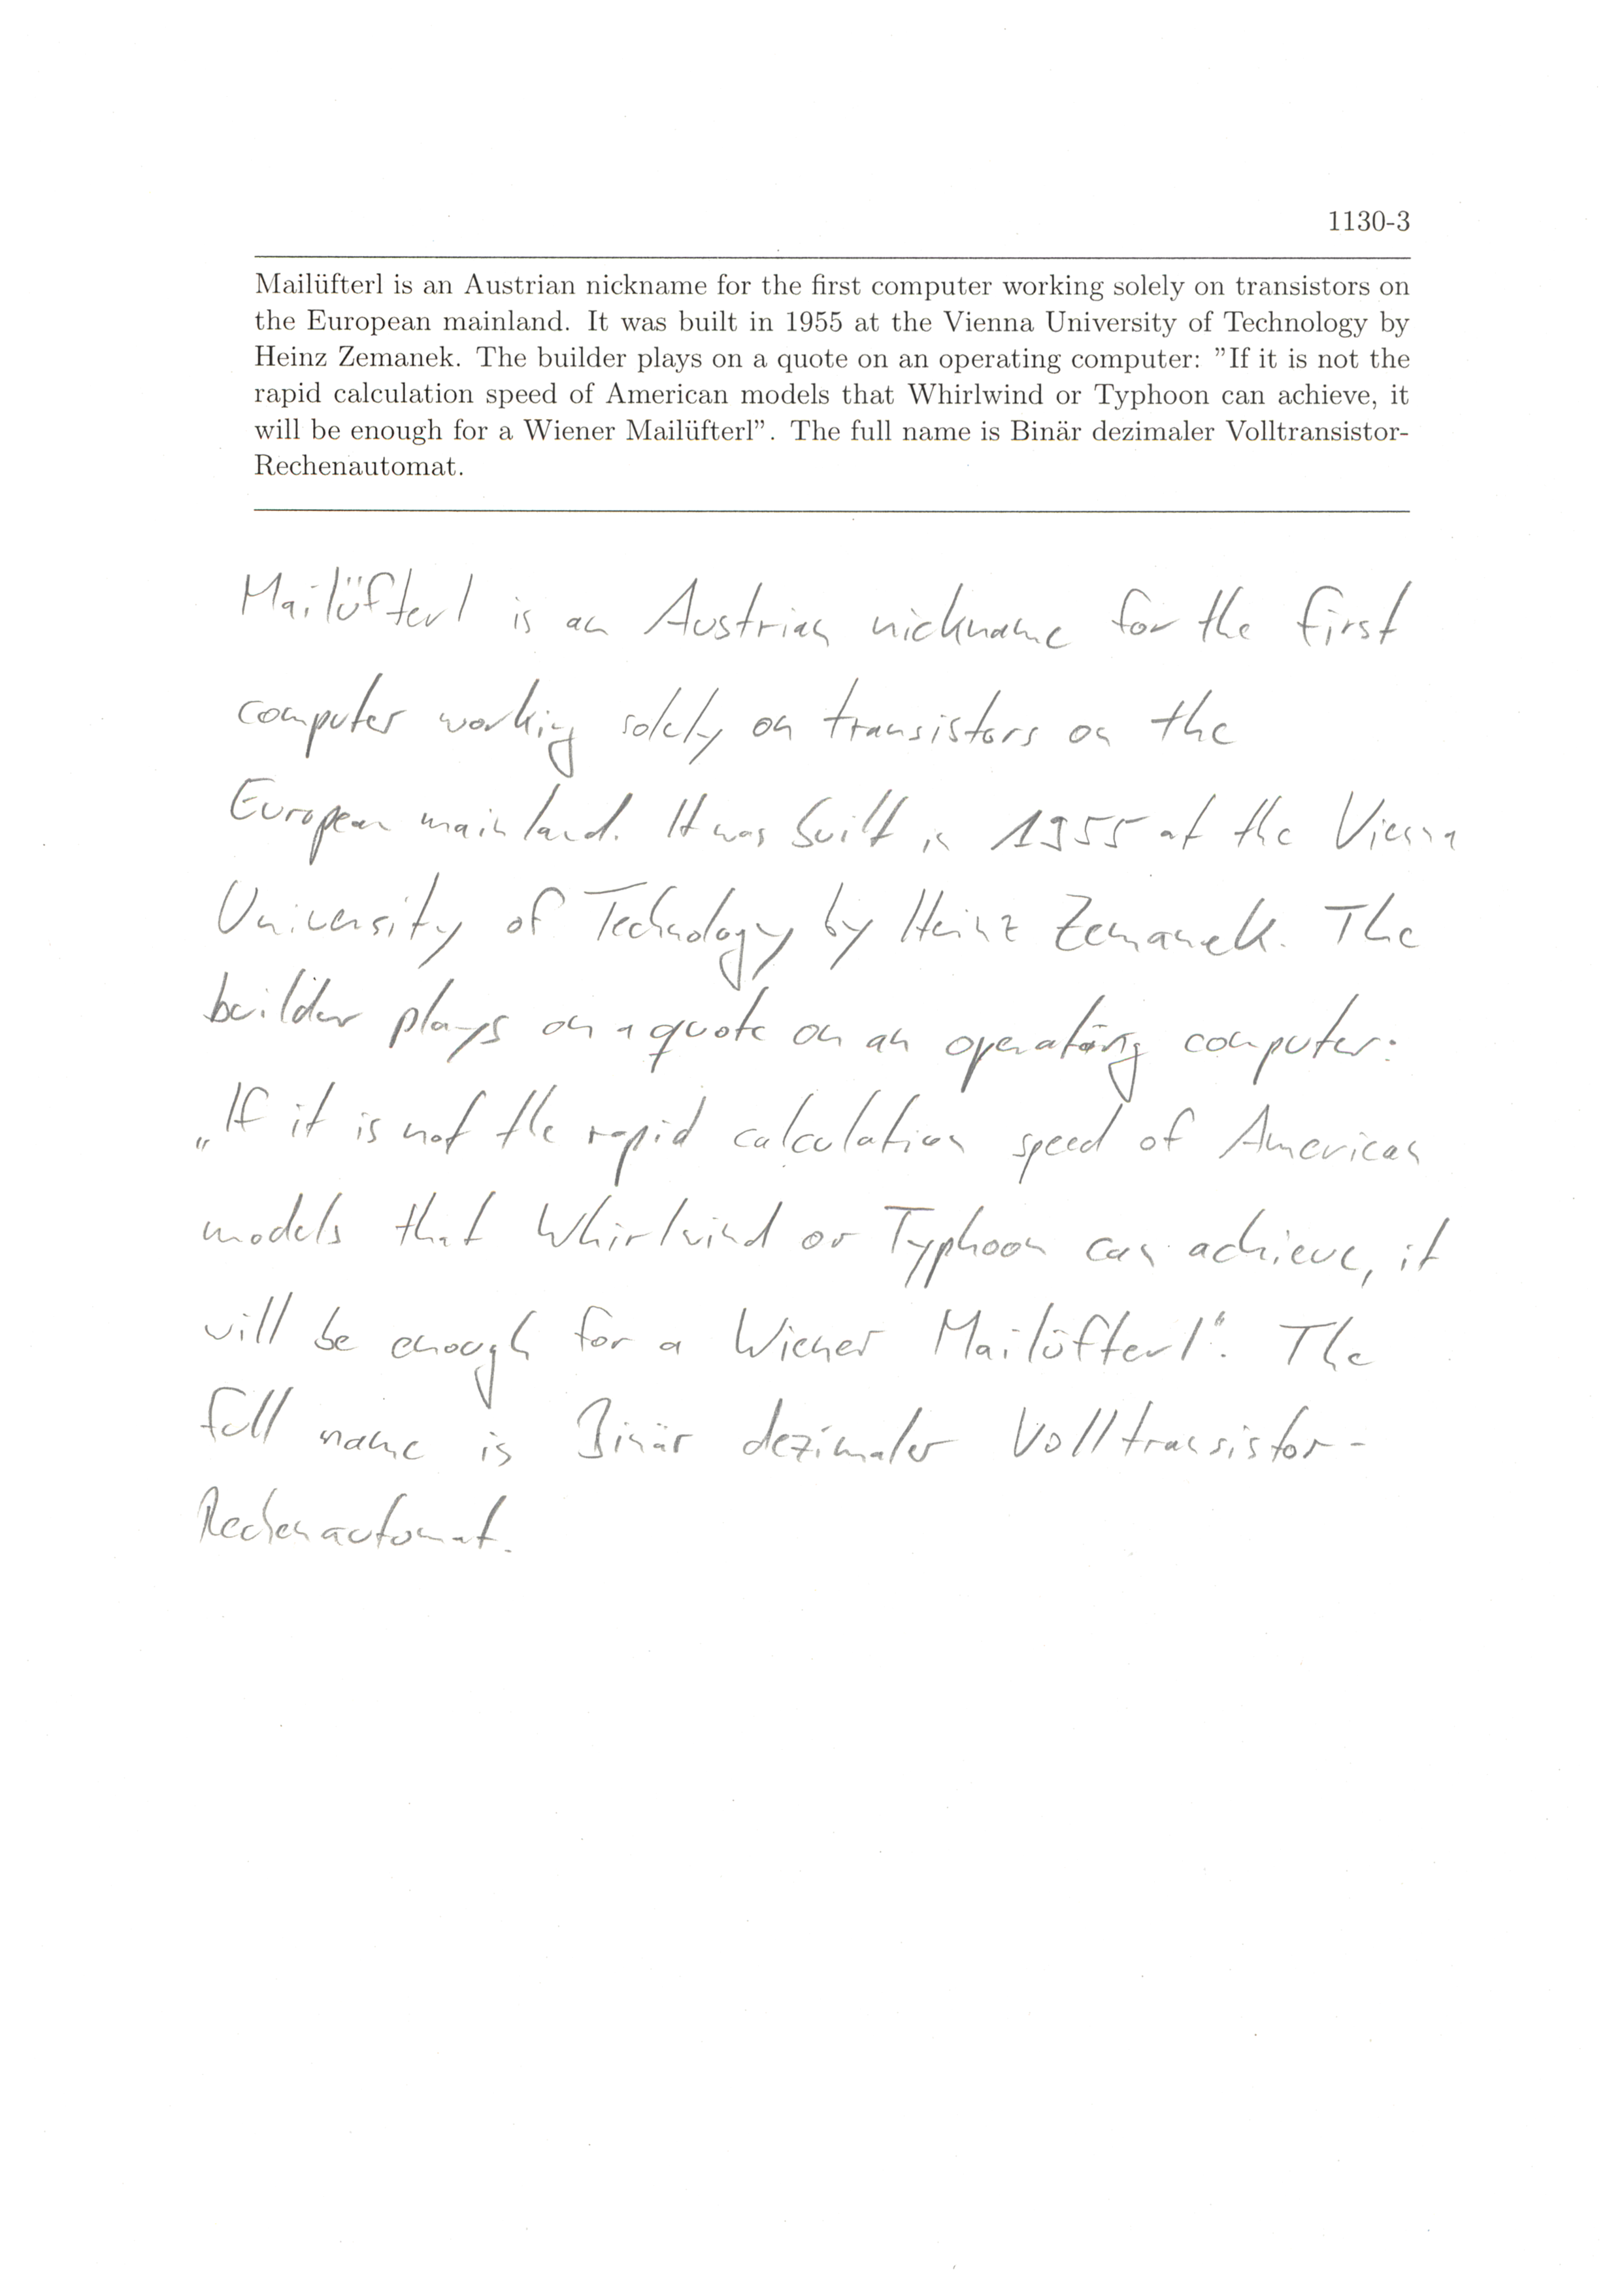 1130-3
Mailüfterl is an Austrian nickname for the first computer working solely on transistors on
the European mainland. It was built in 1955 at the Vienna University of Technology by
Heinz Zemanek. The builder plays on a quote on an operating computer: ”If it is not the
rapid calculation speed of American models that Whirlwind or Typhoon can achieve, it
will be enough for a Wiener Mailüfterl”. The full name is Binär dezimaler Volltransistor-
Rechenautomat.
Mailüfterl is an Austrian nickname for the first
computer working solely on transistors on the
European mainland. It was built in 1955 at the Vienna
University of Technology by Heinz Zemanek. The
builder plays on a quote on an operating computer:
„If it is not the rapid calculation speed of American
models that Whirlwind or Typhoon can achieve, it
will be enough for a Wiener Mailüfterl“. The
full name is Binär dezimaler Volltransistor-
Rechenautomat.